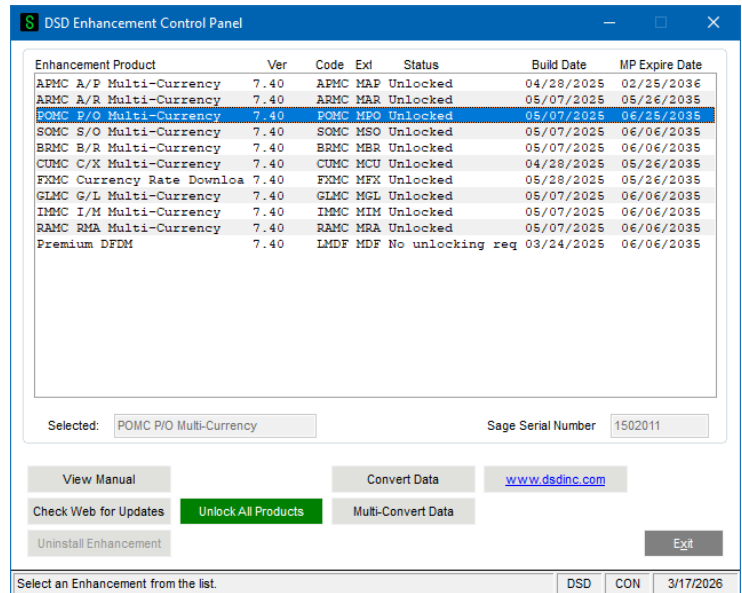 DSD Enhancement Control Panel
Enhancement Product Ver Code Ext Status Build Date MP Expire Date
APMC A/P Multi-Currency 7.40 APMC MAP Unlocked 04/28/2025 02/25/2036
ARMC A/R Multi-Currency 7.40 ARMC MAR Unlocked 05/07/2025 05/26/2035
POMC P/O Multi-Currency 7.40 POMC MPO Unlocked 05/07/2025 06/25/2035
SOMC S/O Multi-Currency 7.40 SOMC MSO Unlocked 05/07/2025 06/06/2035
BRMC B/R Multi-Currency 7.40 BRMC MBR Unlocked 05/07/2025 06/06/2035
CUMC C/X Multi-Currency 7.40 CUMC MCU Unlocked 04/28/2025 05/26/2035
FXMC Currency Rate Downloa 7.40 FXMC MFX Unlocked 05/28/2025 05/25/2035
GLMC G/L Multi-Currency 7.40 GLMC MGL Unlocked 05/07/2025 06/06/2035
IMMC I/M Multi-Currency 7.40 IMMC MIM Unlocked 05/07/2025 06/06/2035
RAMC RMA Multi-Currency 7.40 RAMC MRA Unlocked 05/07/2025 06/06/2035
Premium DFDM 7.40 LMDF MDF No unlocking req 03/24/2025 06/06/2035
Selected: POMC P/O Multi-Currency Sage Serial Number 1502011
View Manual Convert Data www.dsdinc.com
Check Web for Updates Unlock All Products Multi-Convert Data
Uninstall Enhancement Exit
Select an Enhancement from the list. DSD CON 3/17/2026